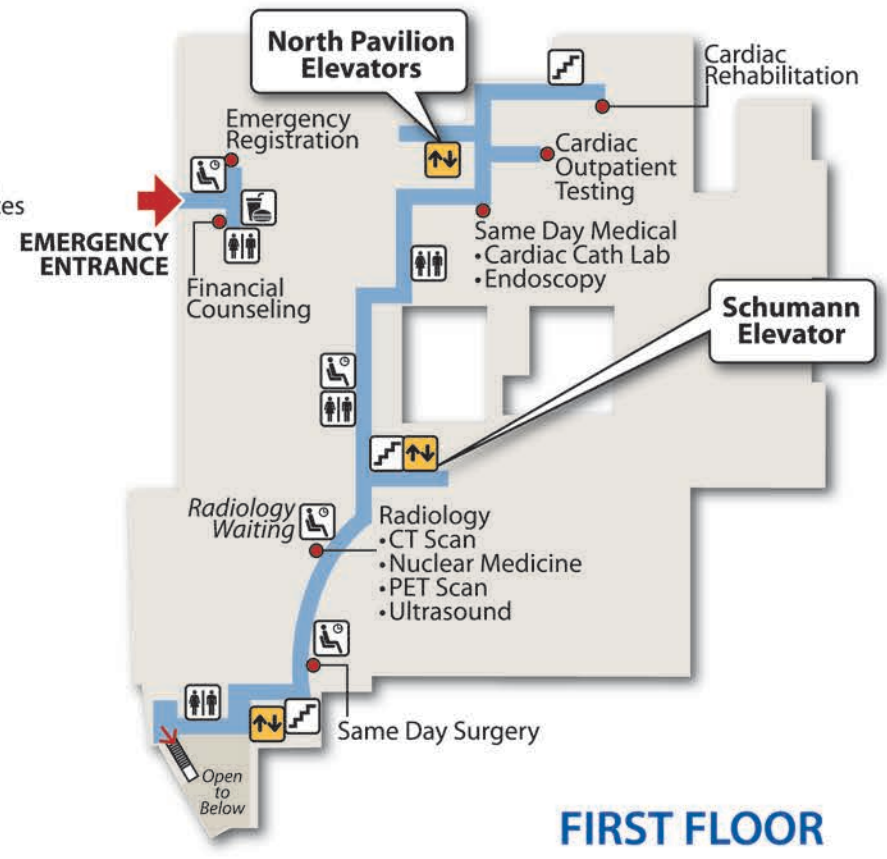 North Pavilion
Elevators
Cardiac
Rehabilitation
Emergency
Registration
Cardiac
Outpatient
Testing
EMERGENCY
ENTRANCE
Same Day Medical
•Cardiac Cath Lab
•Endoscopy
Financial
Counseling
Schumann
Elevator
Radiology
Waiting
Radiology
•CT Scan
•Nuclear Medicine
•PET Scan
•Ultrasound
Same Day Surgery
Open
to
Below
FIRST FLOOR